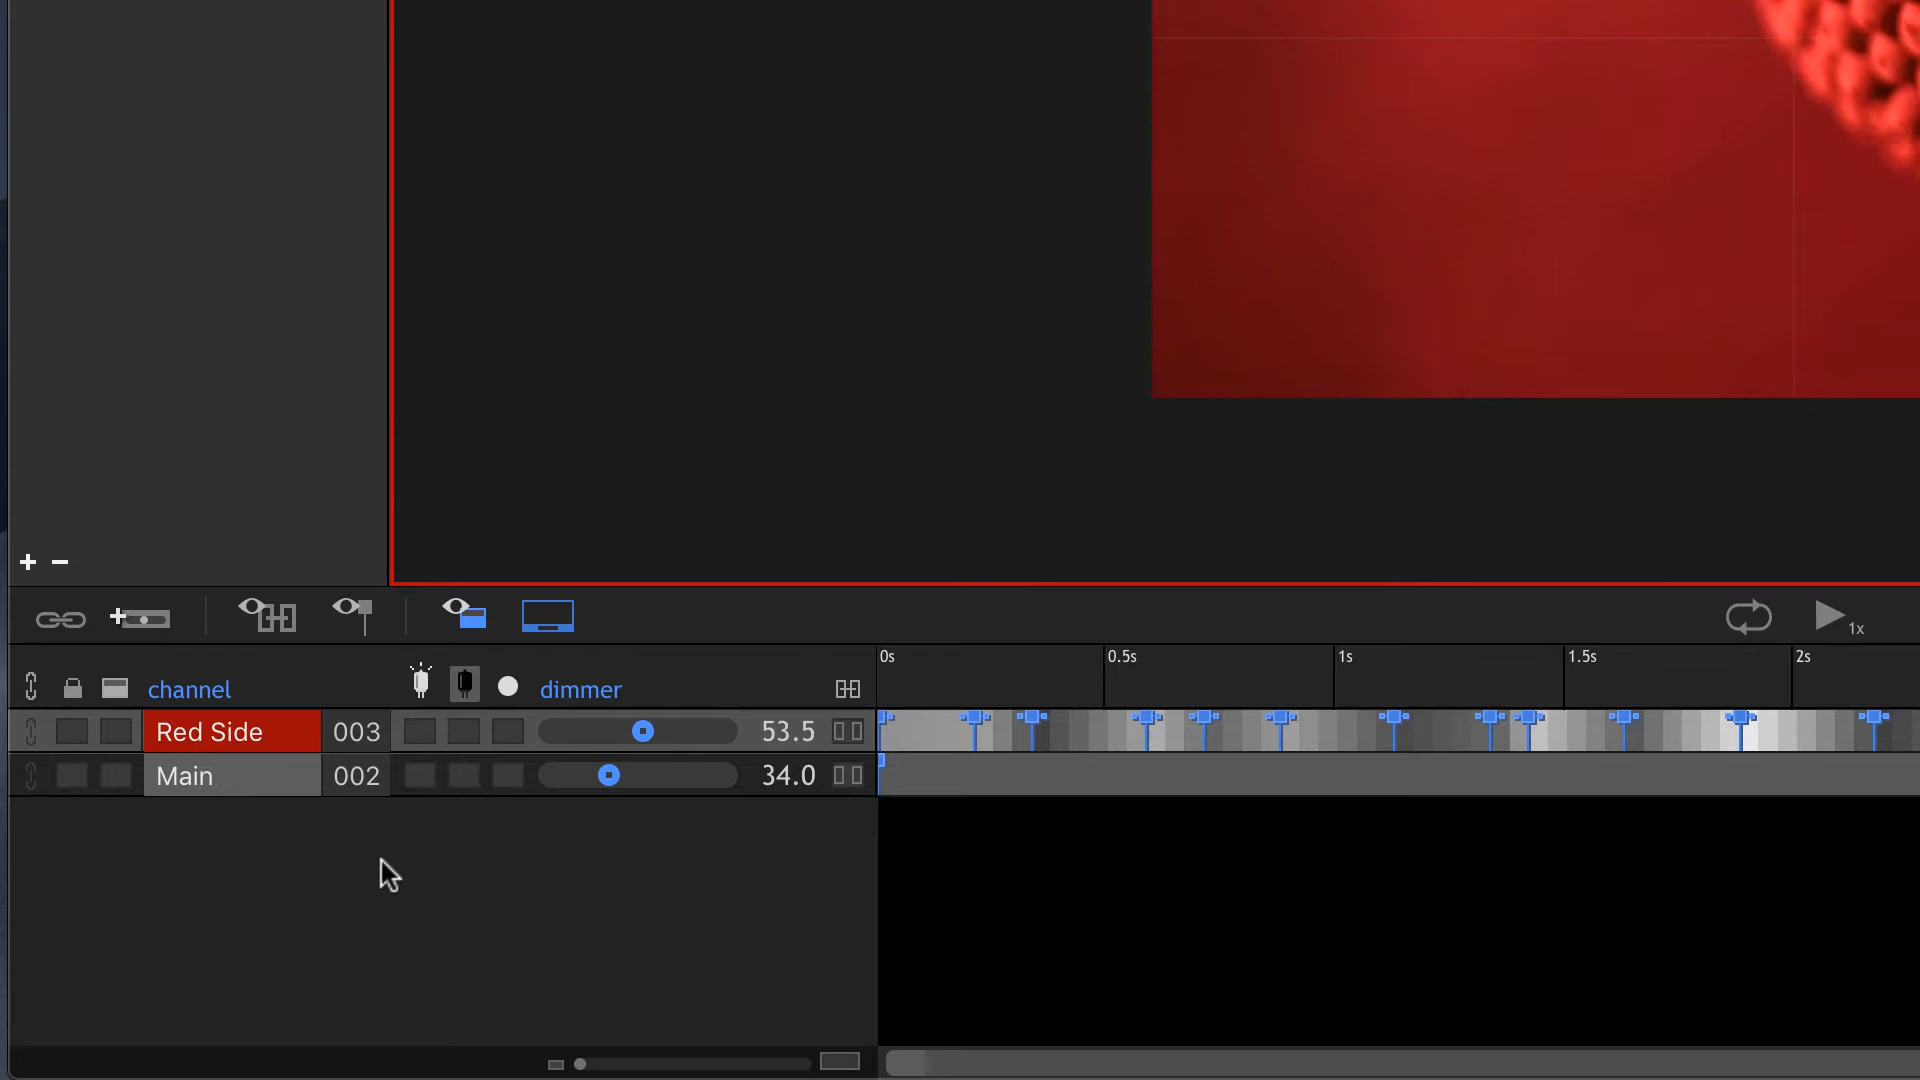 1x
0s 0.5s 1s 1.5s 2s
channel dimmer
Red Side 003 53.5
Main 002 34.0